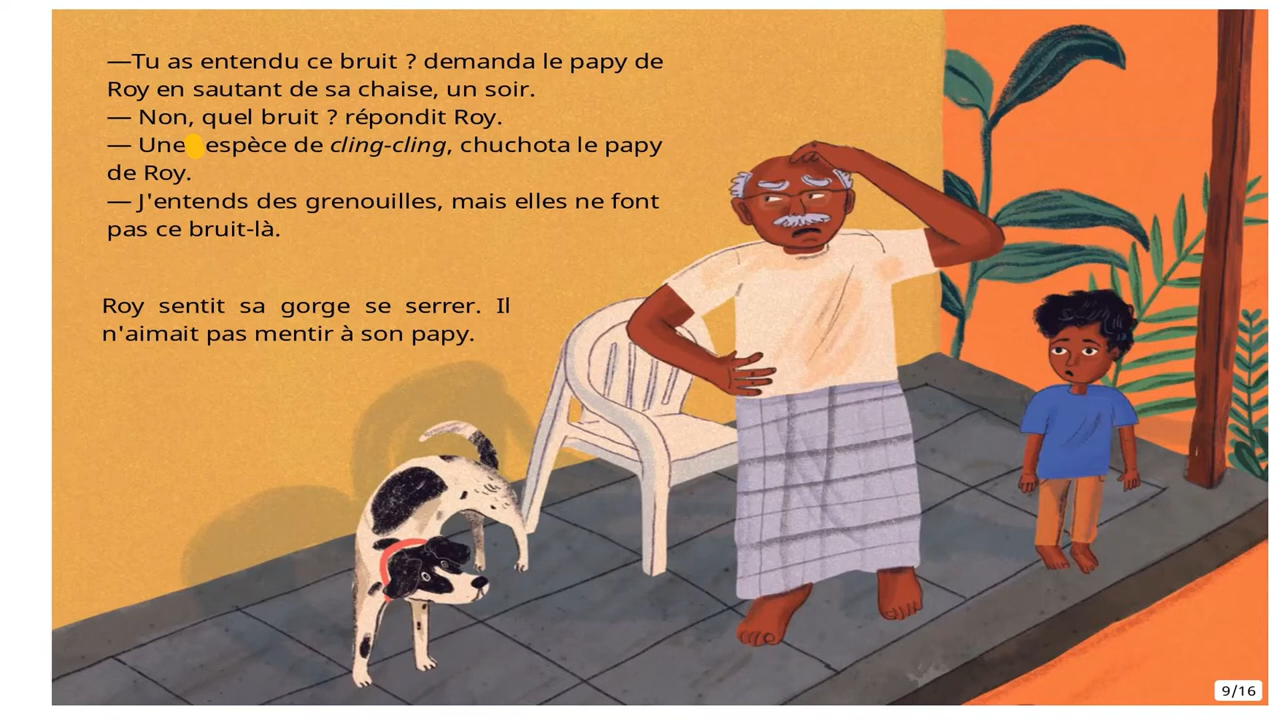 —Tu as entendu ce bruit ? demanda le papy de
Roy en sautant de sa chaise, un soir.
— Non, quel bruit ? répondit Roy.
— Une espèce de cling-cling, chuchota le papy
de Roy.
— J'entends des grenouilles, mais elles ne font
pas ce bruit-là.
Roy sentit sa gorge se serrer. Il
n'aimait pas mentir à son papy.
9/16